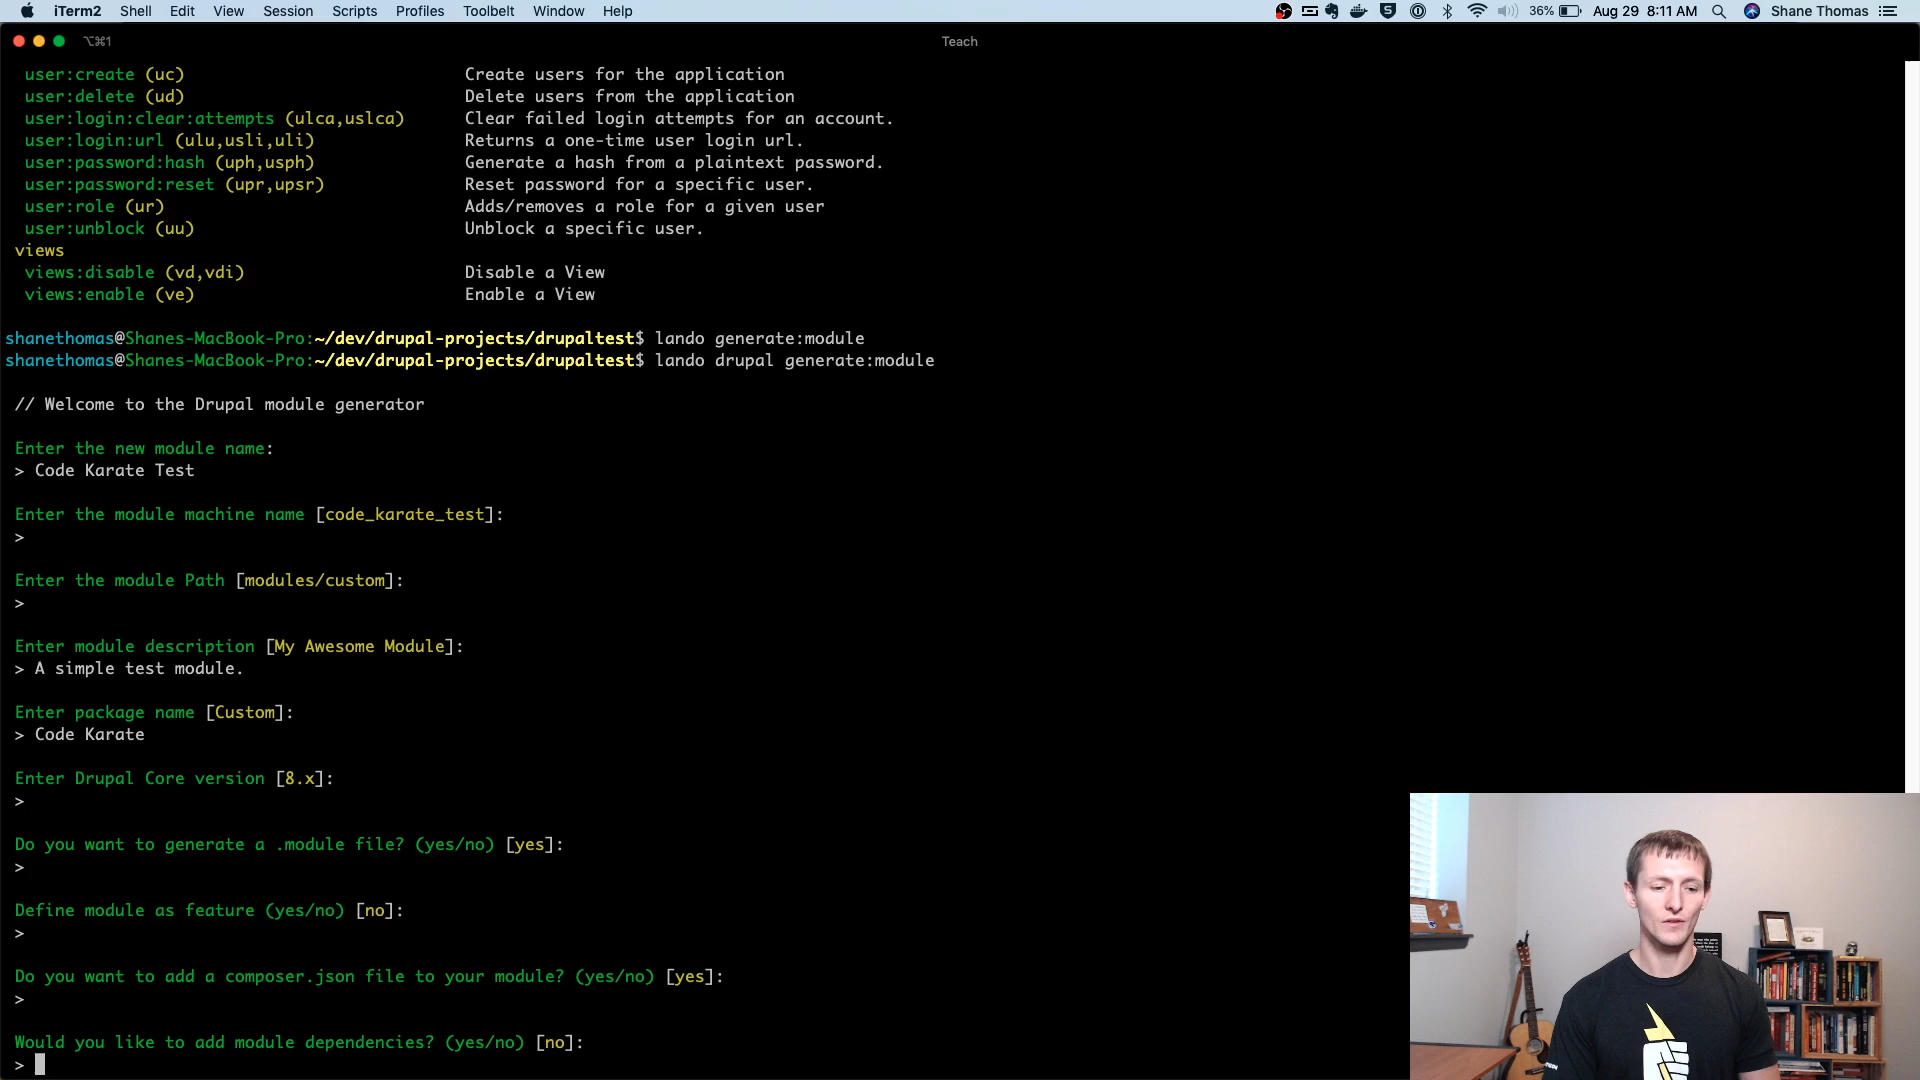 iTerm2 Shell Edit View Session Scripts Profiles Toolbelt Window Help 36% Aug 29 8:11 AM Shane Thomas
⌥⌘1 Teach
user:create (uc) Create users for the application
user:delete (ud) Delete users from the application
user:login:clear:attempts (ulca,uslca) Clear failed login attempts for an account.
user:login:url (ulu,usli,uli) Returns a one-time user login url.
user:password:hash (uph,usph) Generate a hash from a plaintext password.
user:password:reset (upr,upsr) Reset password for a specific user.
user:role (ur) Adds/removes a role for a given user
user:unblock (uu) Unblock a specific user.
views
views:disable (vd,vdi) Disable a View
views:enable (ve) Enable a View
shanethomas@Shanes-MacBook-Pro:~/dev/drupal-projects/drupaltest$ lando generate:module
shanethomas@Shanes-MacBook-Pro:~/dev/drupal-projects/drupaltest$ lando drupal generate:module
// Welcome to the Drupal module generator
Enter the new module name:
> Code Karate Test
Enter the module machine name [code_karate_test]:
>
Enter the module Path [modules/custom]:
>
Enter module description [My Awesome Module]:
> A simple test module.
Enter package name [Custom]:
> Code Karate
Enter Drupal Core version [8.x]:
>
Do you want to generate a .module file? (yes/no) [yes]:
>
Define module as feature (yes/no) [no]:
>
Do you want to add a composer.json file to your module? (yes/no) [yes]:
>
Would you like to add module dependencies? (yes/no) [no]:
>